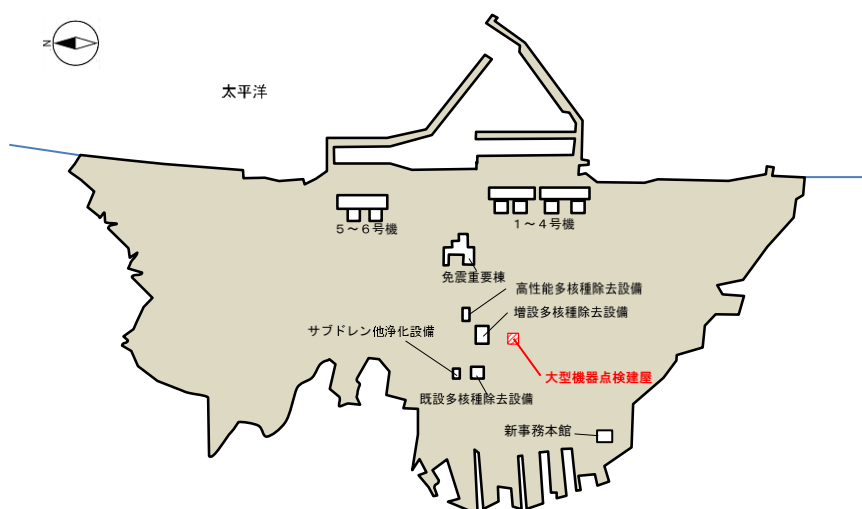 N
太平洋
５～６号機
１～４号機
免震重要棟
高性能多核種除去設備
増設多核種除去設備
サブドレン他浄化設備
大型機器点検建屋
既設多核種除去設備
新事務本館